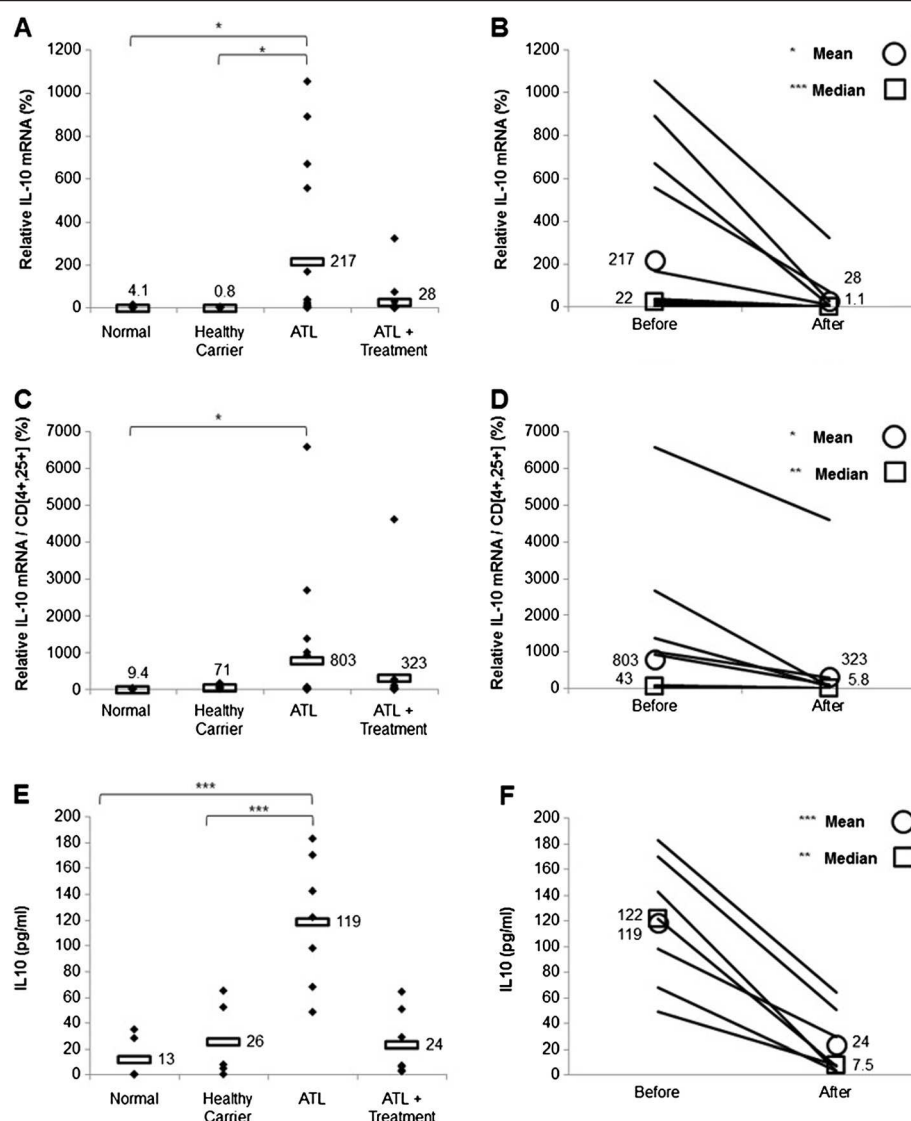 A
Relative IL-10 mRNA (%)
1200
1000
800
600
400
200
0
*
*
4.1
0.8
217
28
Normal
Healthy
Carrier
ATL
ATL +
Treatment
B
Relative IL-10 mRNA (%)
1200
1000
800
600
400
200
0
* Mean
*** Median
217
22
28
1.1
Before
After
C
Relative IL-10 mRNA / CD[4+,25+] (%)
7000
6000
5000
4000
3000
2000
1000
0
*
9.4
71
803
323
Normal
Healthy
Carrier
ATL
ATL +
Treatment
D
Relative IL-10 mRNA / CD[4+,25+] (%)
7000
6000
5000
4000
3000
2000
1000
0
* Mean
** Median
803
43
323
5.8
Before
After
E
IL10 (pg/ml)
200
180
160
140
120
100
80
60
40
20
0
***
***
13
26
119
24
Normal
Healthy
Carrier
ATL
ATL +
Treatment
F
IL10 (pg/ml)
200
180
160
140
120
100
80
60
40
20
0
*** Mean
** Median
122
119
24
7.5
Before
After